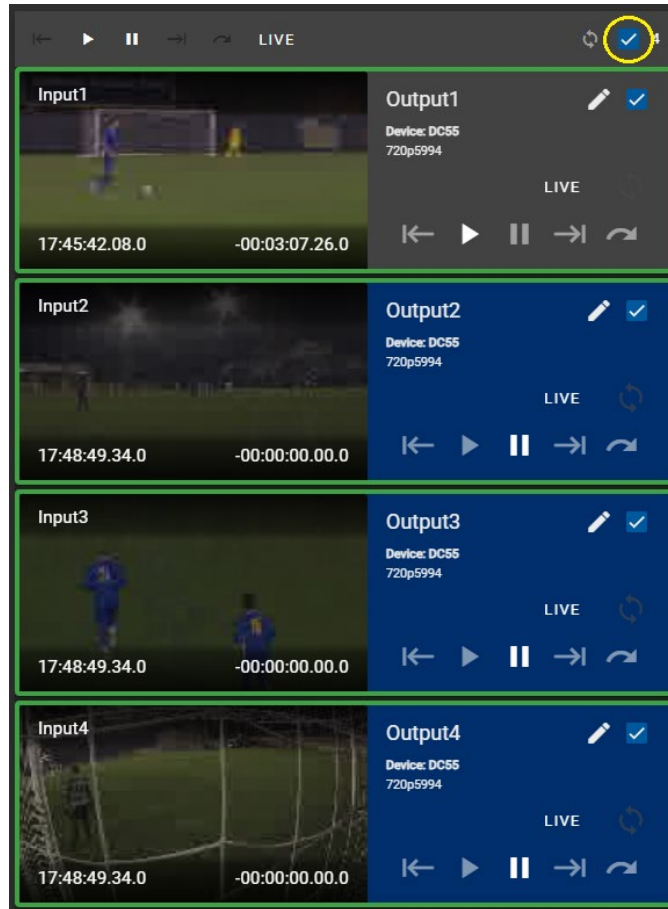 LIVE 4
Input1
Output1
Device: DC55
720p5994
LIVE
17:45:42.08.0 -00:03:07.26.0
Input2
Output2
Device: DC55
720p5994
LIVE
17:48:49.34.0 -00:00:00.00.0
Input3
Output3
Device: DC55
720p5994
LIVE
17:48:49.34.0 -00:00:00.00.0
Input4
Output4
Device: DC55
720p5994
LIVE
17:48:49.34.0 -00:00:00.00.0